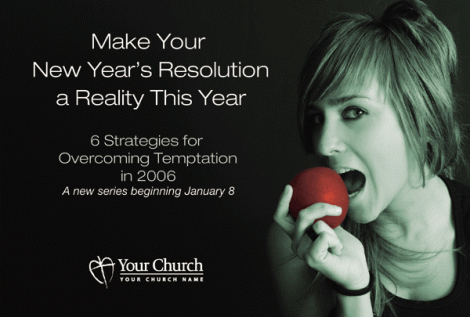 Make Your
New Year's Resolution
a Reality This Year
6 Strategies for
Overcoming Temptation
in 2006
A new series beginning January 8
Your Church
YOUR CHURCH NAME